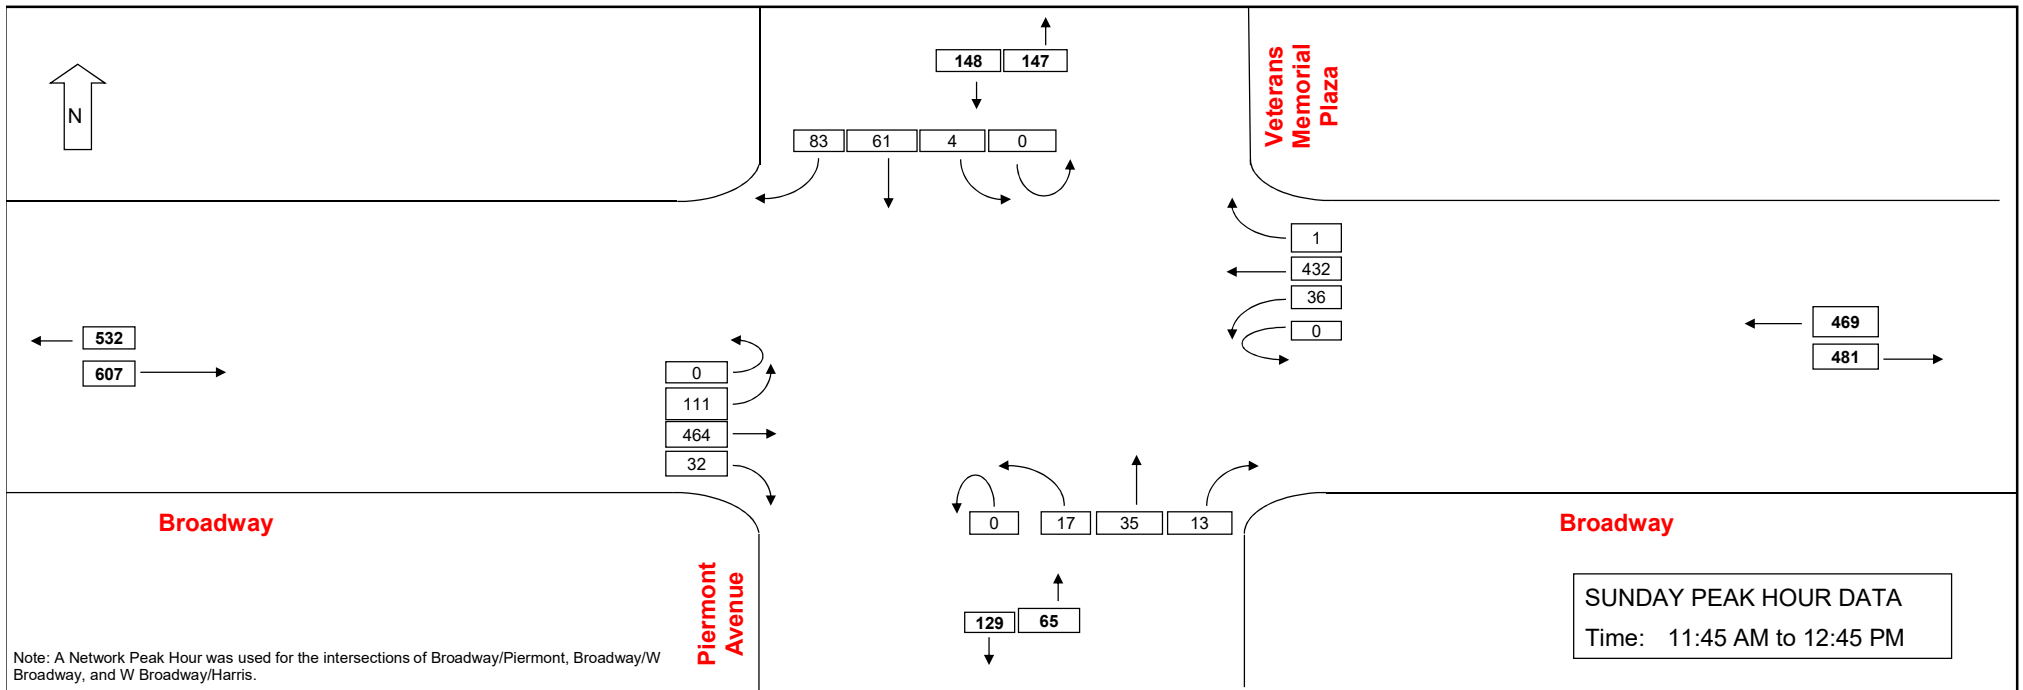 148 147
Veterans
Memorial
Plaza
N
83 61 4 0
1
432
36
0
532
607
469
481
0
111
464
32
0 17 35 13
Broadway
Broadway
Piermont
Avenue
129 65
SUNDAY PEAK HOUR DATA
Time: 11:45 AM to 12:45 PM
Note: A Network Peak Hour was used for the intersections of Broadway/Piermont, Broadway/W
Broadway, and W Broadway/Harris.